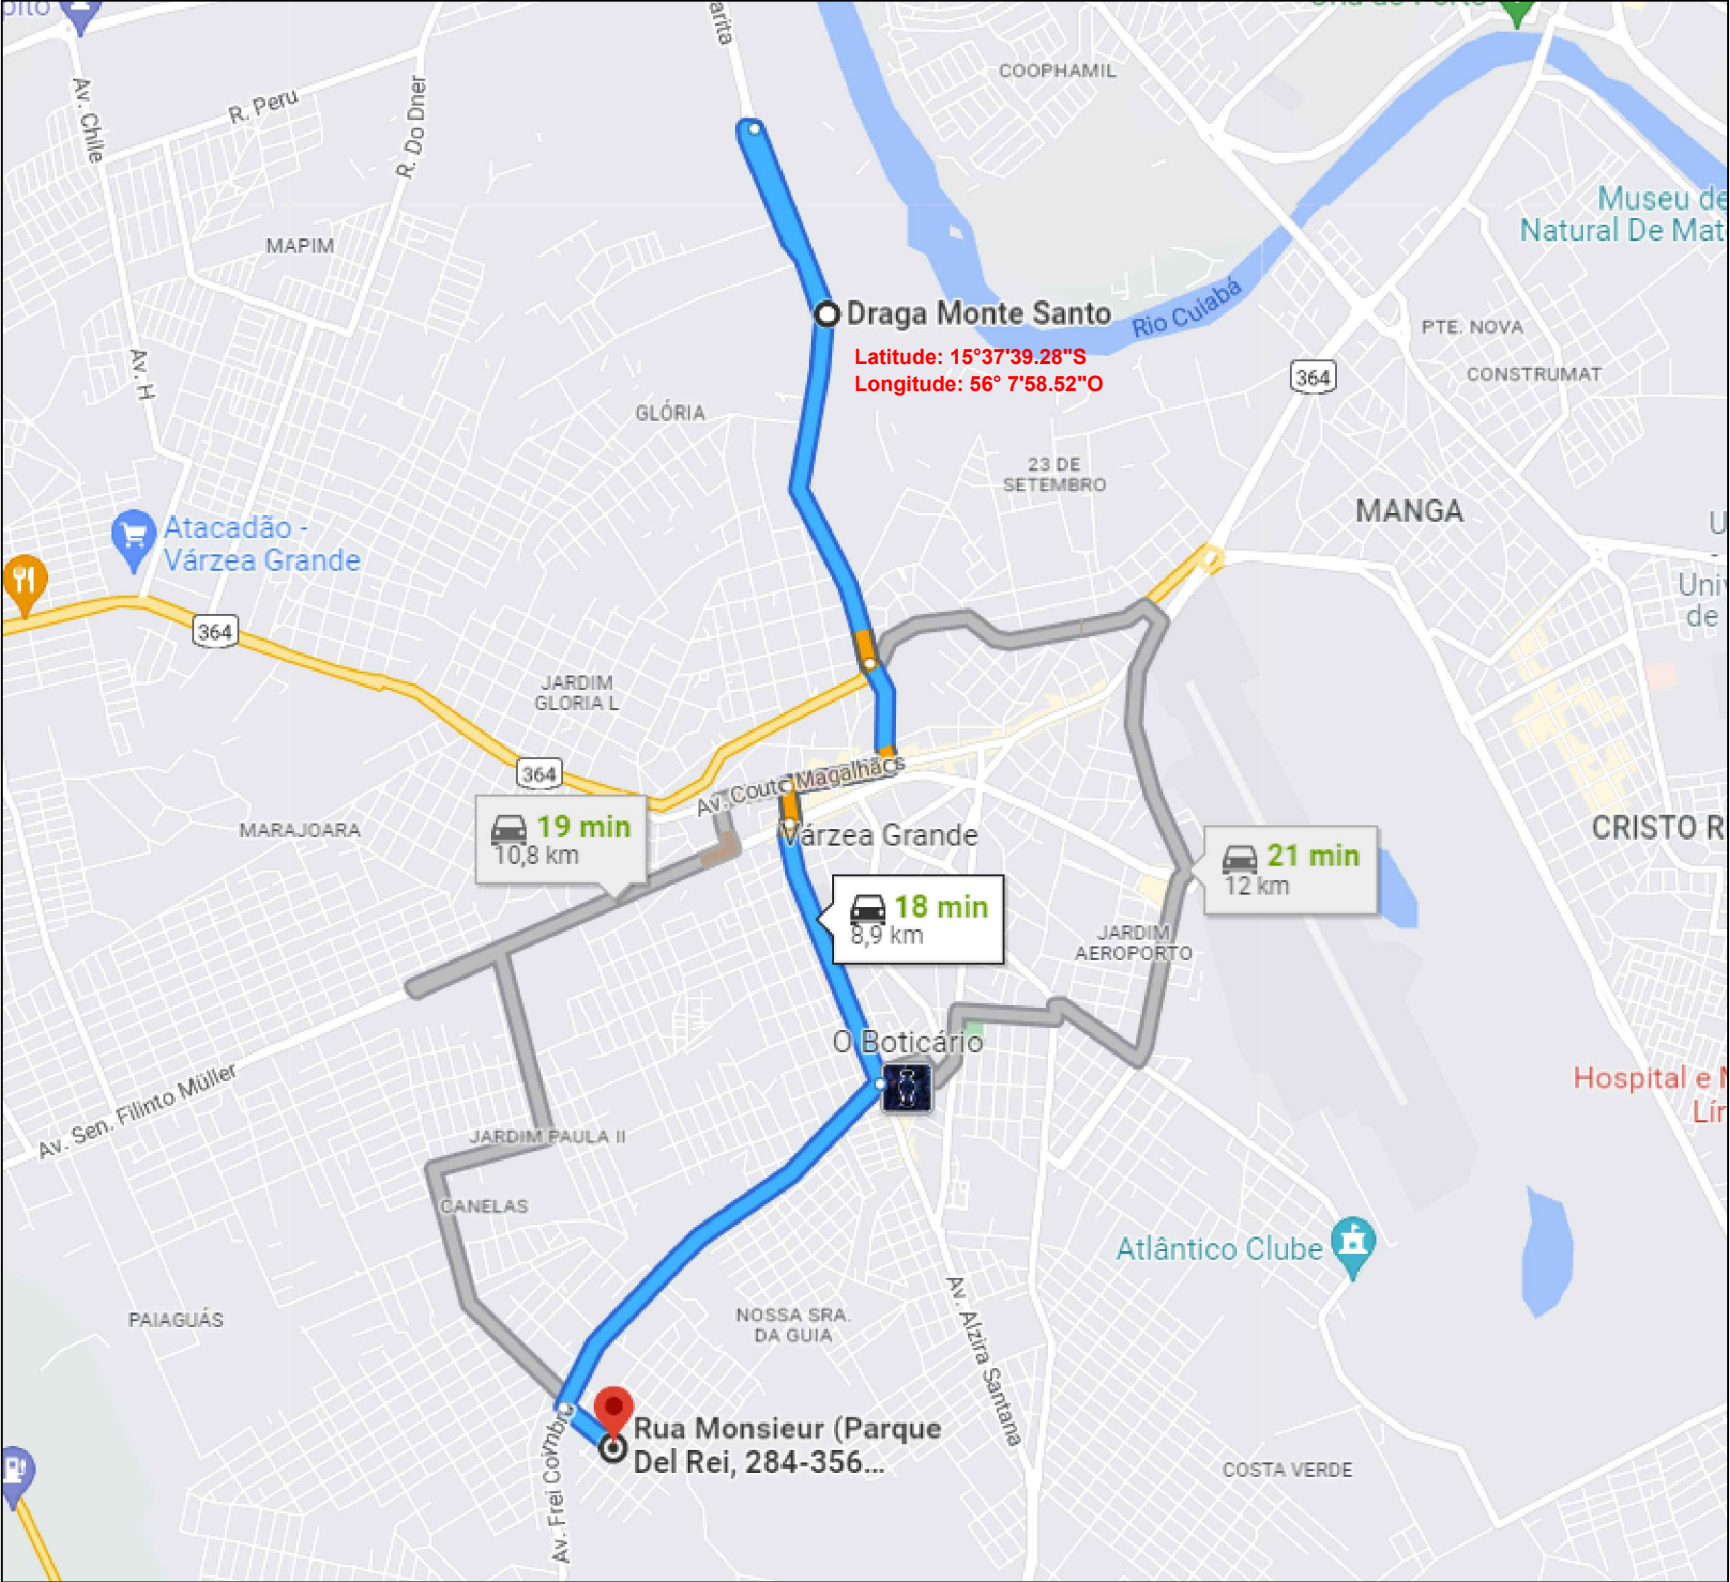 COOPHAMIL
Av. Chile
R. Peru
R. Do Dner
Museu de
Natural De Mat
MAPIM
Rio Cuiabá
Draga Monte Santo
PTE. NOVA
Latitude: 15°37'39.28"S
Longitude: 56° 7'58.52"O
364
CONSTRUMAT
Av. H
GLÓRIA
23 DE
SETEMBRO
MANGA
Atacadão -
Várzea Grande
Uni
de
364
JARDIM
GLORIA L
364
Av. Couto Magalhães
MARAJOARA
19 min
10,8 km
Várzea Grande
CRISTO R
21 min
12 km
18 min
8,9 km
JARDIM
AEROPORTO
O Boticário
Av. Sen. Filinto Müller
Hospital e
Lír
JARDIM PAULA II
CANELAS
Atlântico Clube
PAIAGUÁS
NOSSA SRA.
DA GUIA
Av. Alzira Santana
Rua Monsieur (Parque
Del Rei, 284-356...
Av. Frei Coimbra
COSTA VERDE